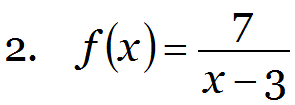 2. f(x) = 7/(x − 3)